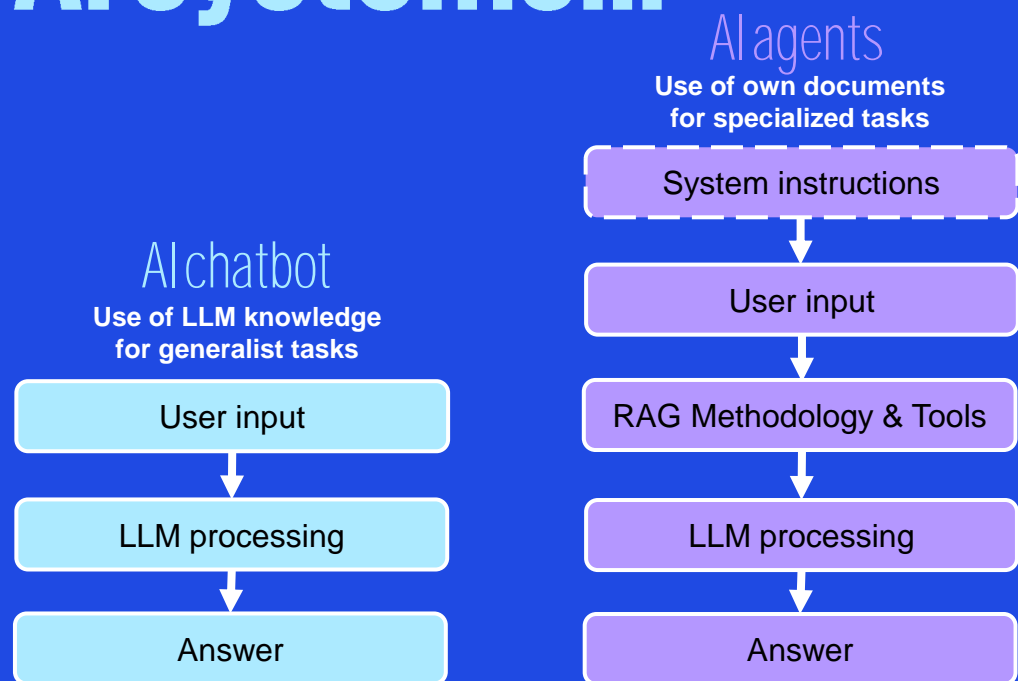 AI agents
Use of own documents
for specialized tasks
System instructions
User input
RAG Methodology & Tools
LLM processing
Answer
AI chatbot
Use of LLM knowledge
for generalist tasks
User input
LLM processing
Answer